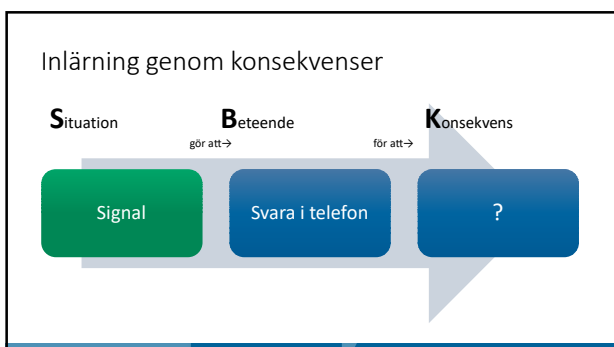 Inlärning genom konsekvenser
Situation
Beteende
Konsekvens
gör att→
för att→
Signal
Svara i telefon
?